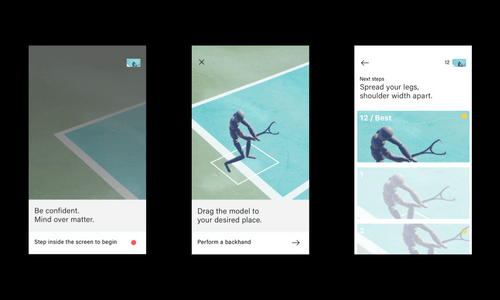 Be confident.
Mind over matter.
Step inside the screen to begin
Drag the model to
your desired place.
Perform a backhand
12
Next steps
Spread your legs,
shoulder width apart.
12 / Best